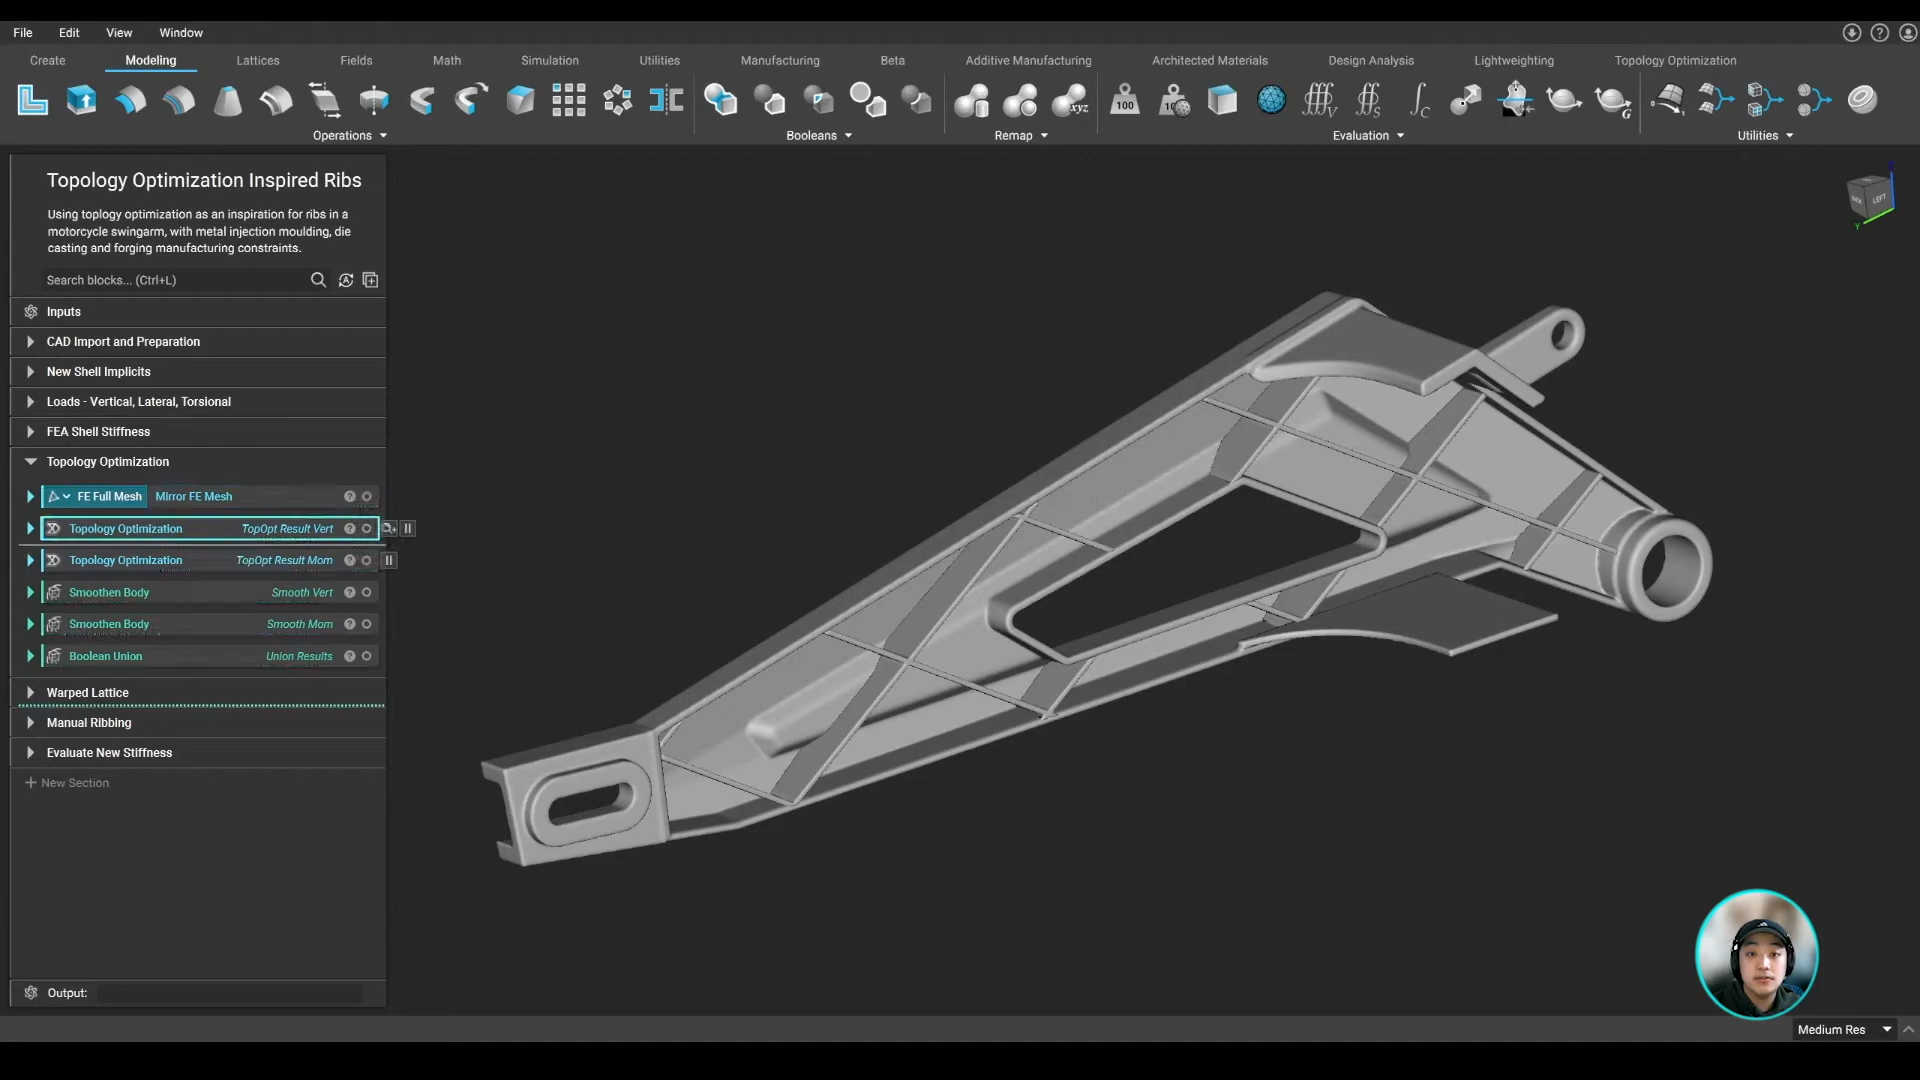 File Edit View Window
Create Modeling Lattices Fields Math Simulation Utilities Manufacturing Beta Additive Manufacturing Architected Materials Design Analysis Lightweighting Topology Optimization
100
xyz
V
S
C
G
Operations Booleans Remap Evaluation Utilities
Topology Optimization Inspired Ribs
Using toplogy optimization as an inspiration for ribs in a
motorcycle swingarm, with metal injection moulding, die
casting and forging manufacturing constraints.
Search blocks... (Ctrl+L)
Inputs
CAD Import and Preparation
New Shell Implicits
Loads - Vertical, Lateral, Torsional
FEA Shell Stiffness
Topology Optimization
FE Full Mesh Mirror FE Mesh
Topology Optimization TopOpt Result Vert
Topology Optimization TopOpt Result Mom
Smoothen Body Smooth Vert
Smoothen Body Smooth Mom
Boolean Union Union Results
Warped Lattice
Manual Ribbing
Evaluate New Stiffness
+ New Section
Output:
LEFT
Y
Medium Res